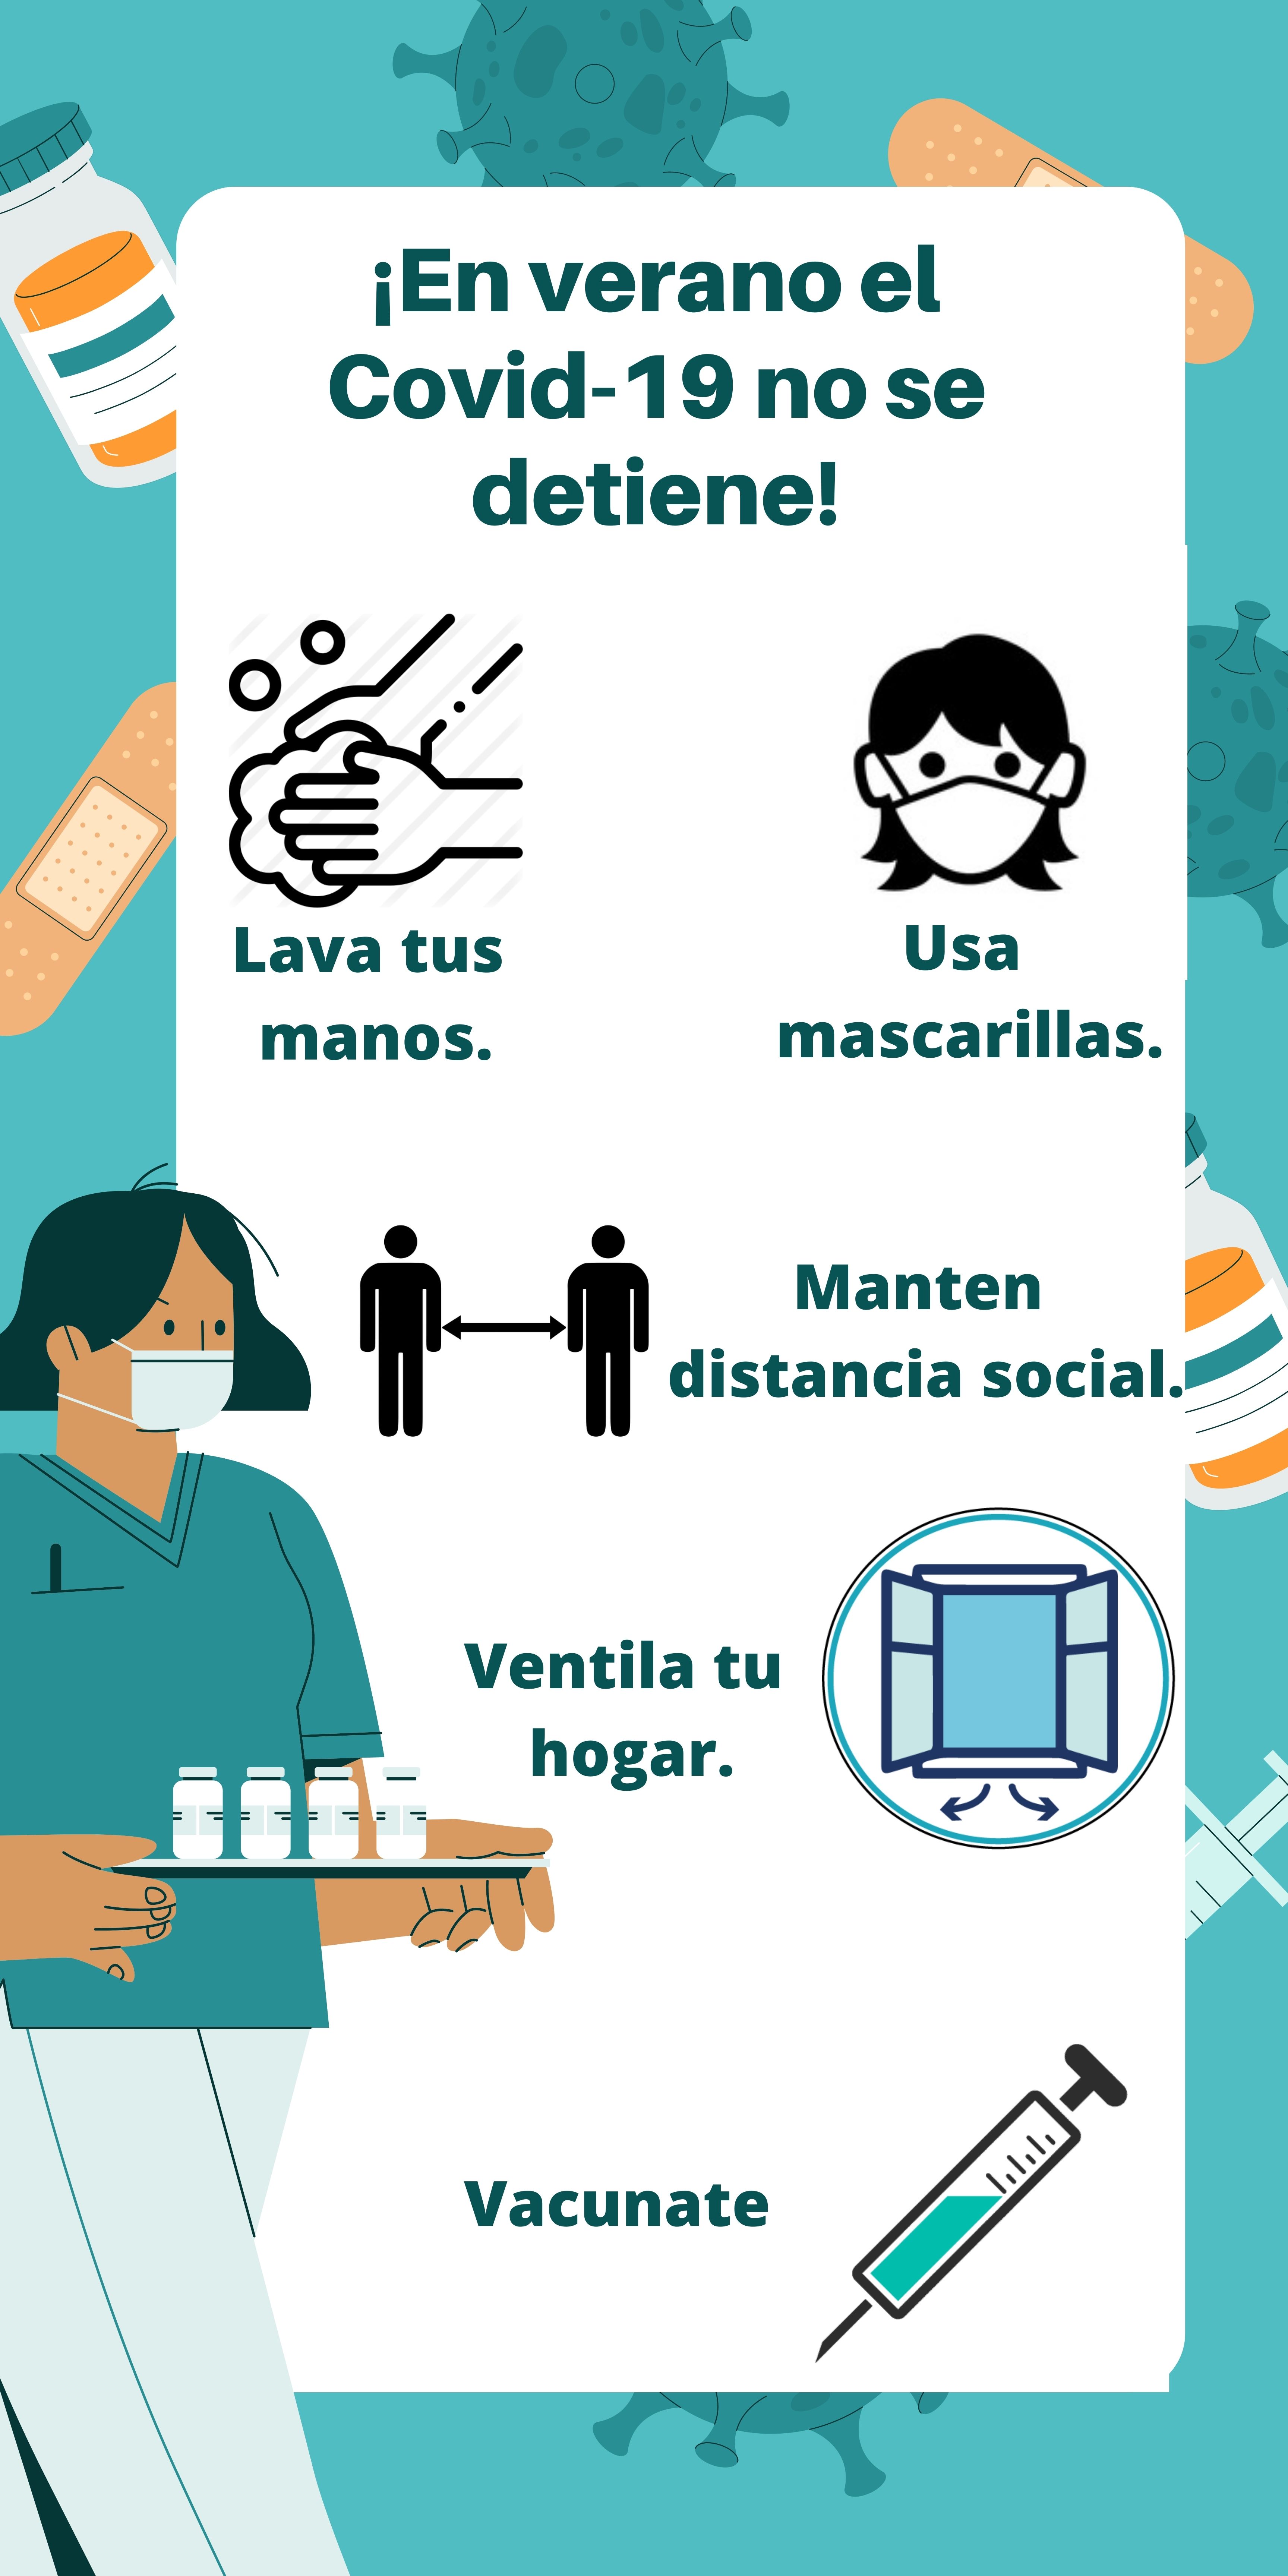 ¡En verano el
Covid-19 no se
detiene!
Lava tus
manos.
Usa
mascarillas.
Manten
distancia social.
Ventila tu
hogar.
Vacunate